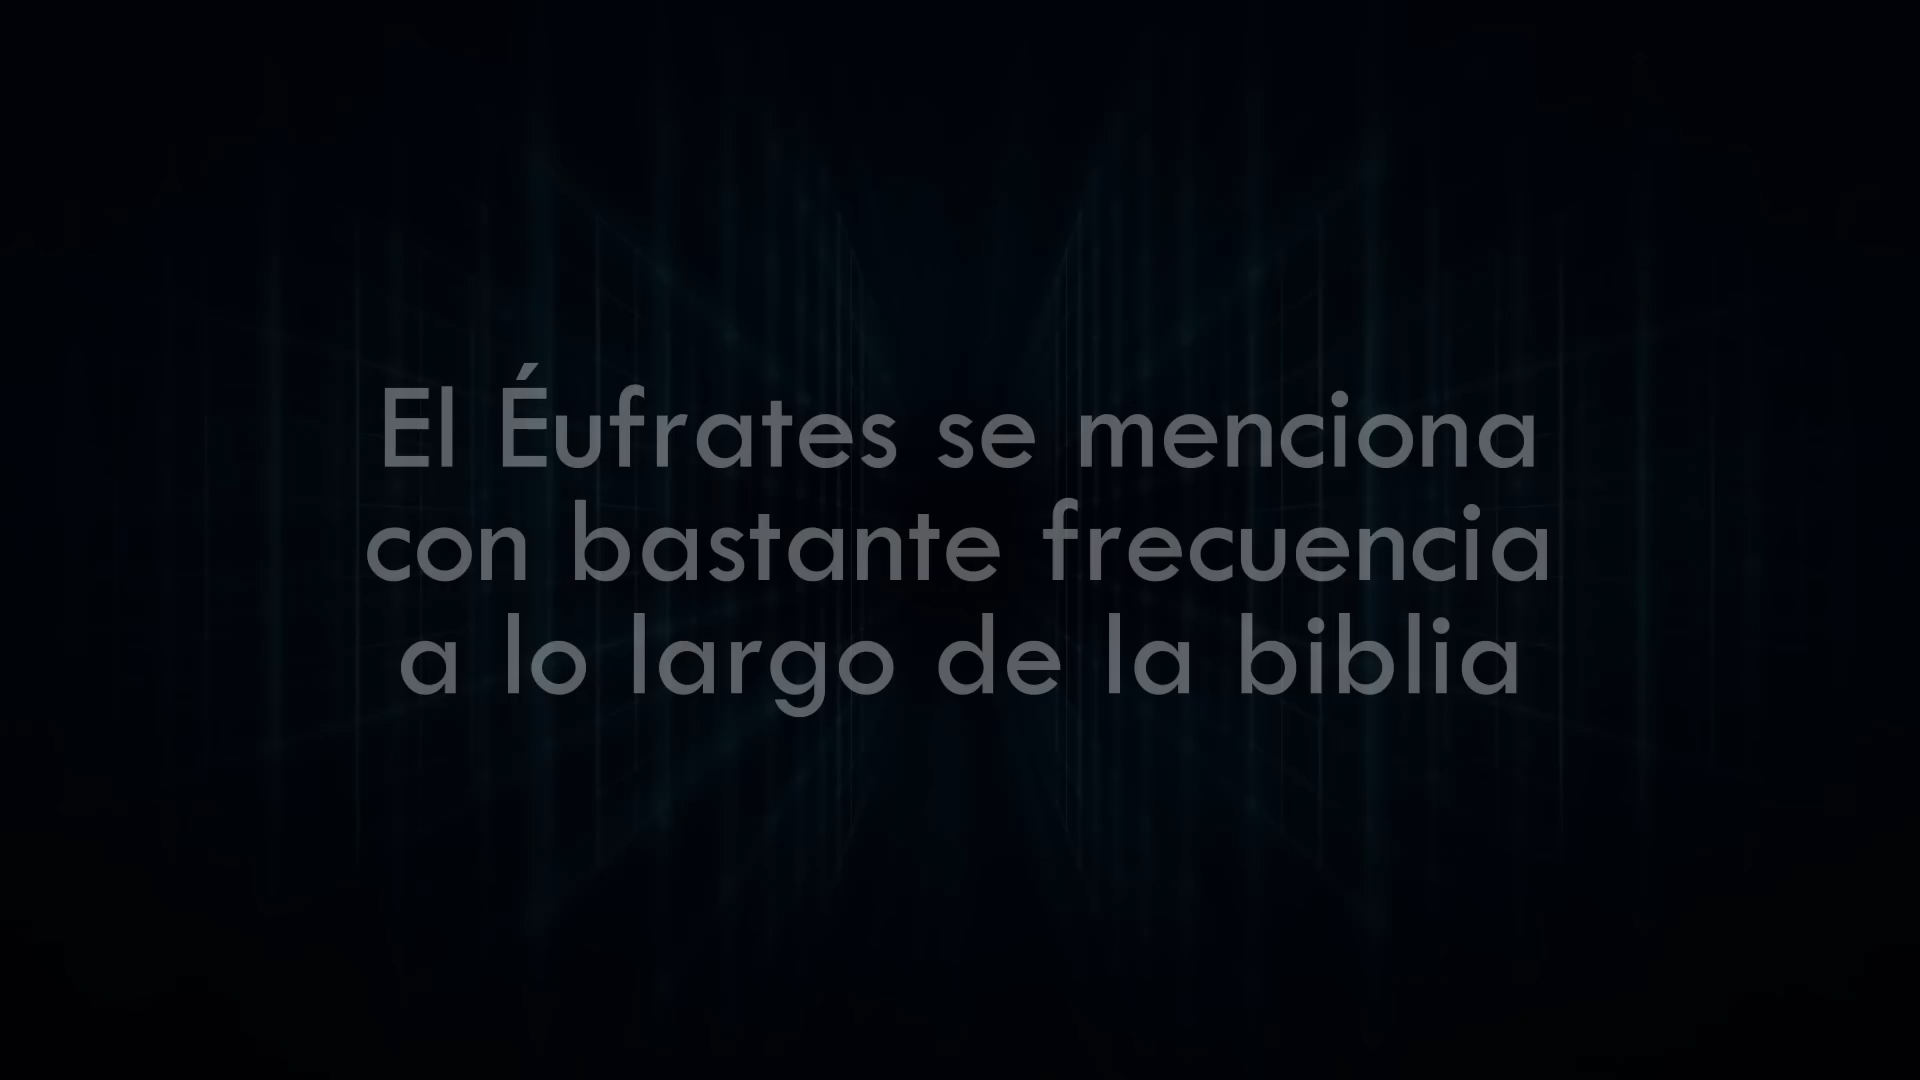 El Éufrates se menciona
con bastante frecuencia
a lo largo de la biblia